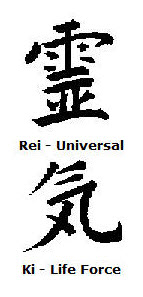 霊
Rei - Universal
気
Ki - Life Force